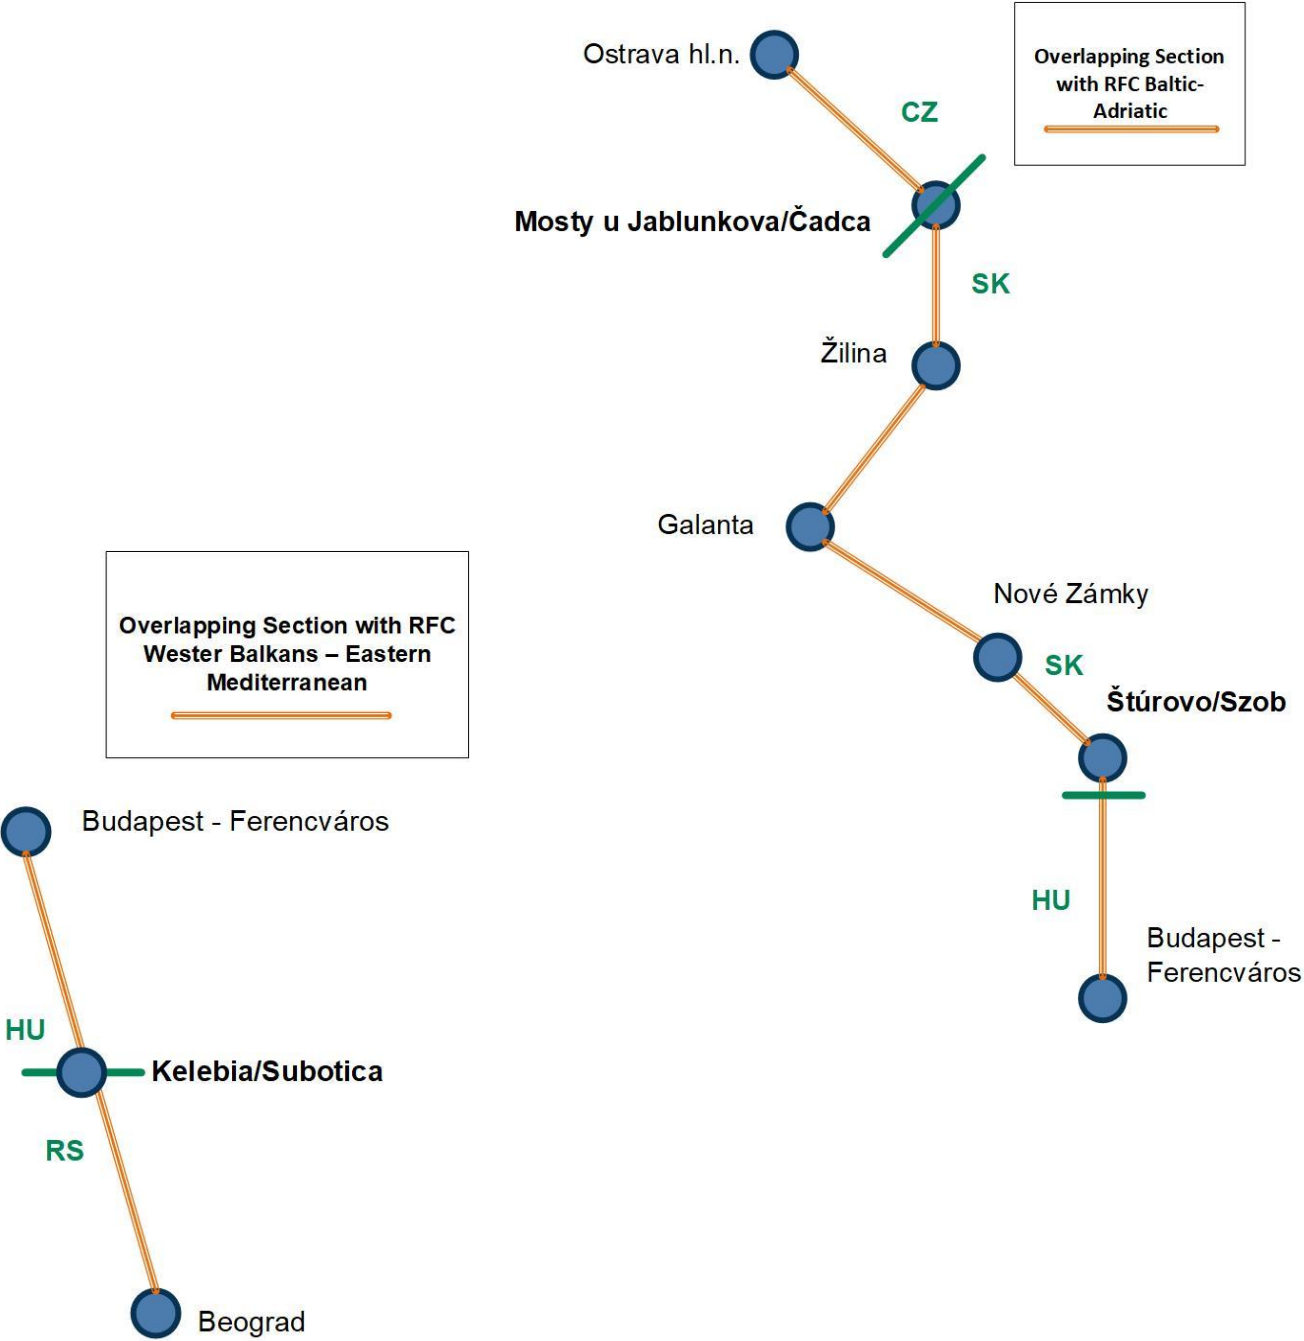 Ostrava hl.n.
Overlapping Section
with RFC Baltic-
Adriatic
CZ
Mosty u Jablunkova/Čadca
SK
Žilina
Galanta
Nové Zámky
SK
Štúrovo/Szob
HU
Budapest -
Ferencváros
Overlapping Section with RFC
Wester Balkans – Eastern
Mediterranean
Budapest - Ferencváros
HU
Kelebia/Subotica
RS
Beograd